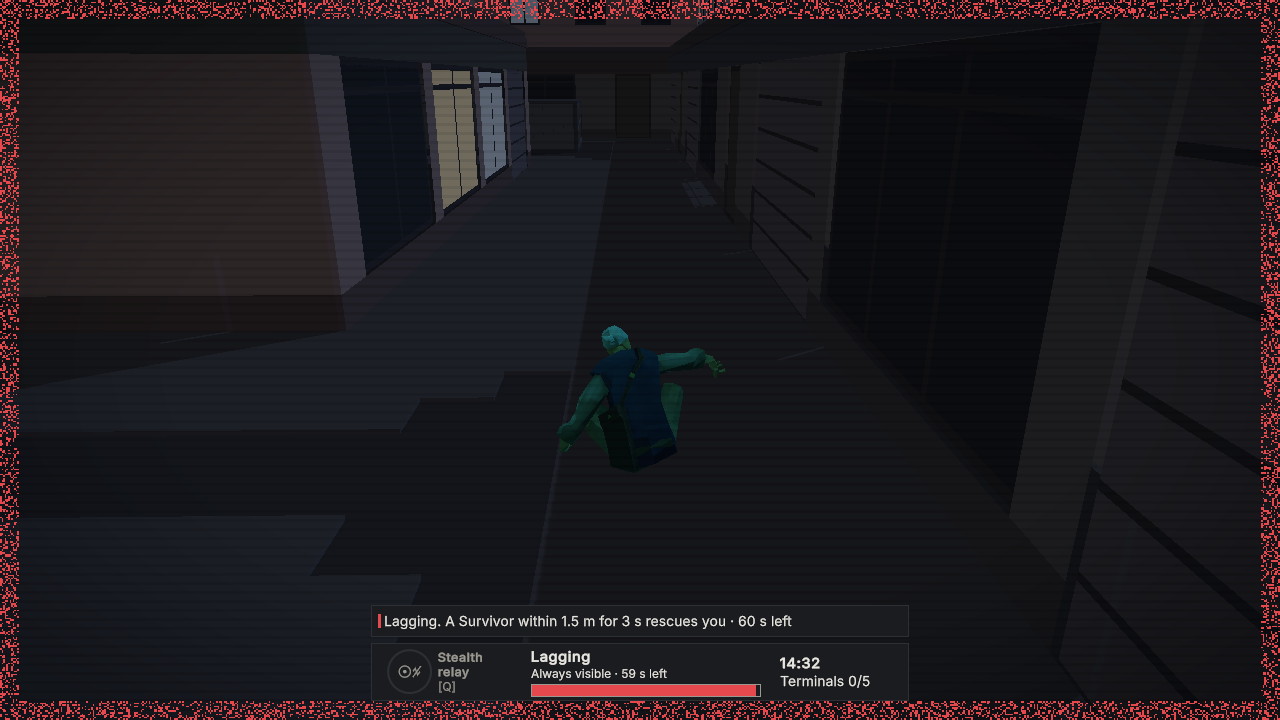 Lagging. A Survivor within 1.5 m for 3 s rescues you · 60 s left
Stealth
relay
[Q]
Lagging
Always visible · 59 s left
14:32
Terminals 0/5